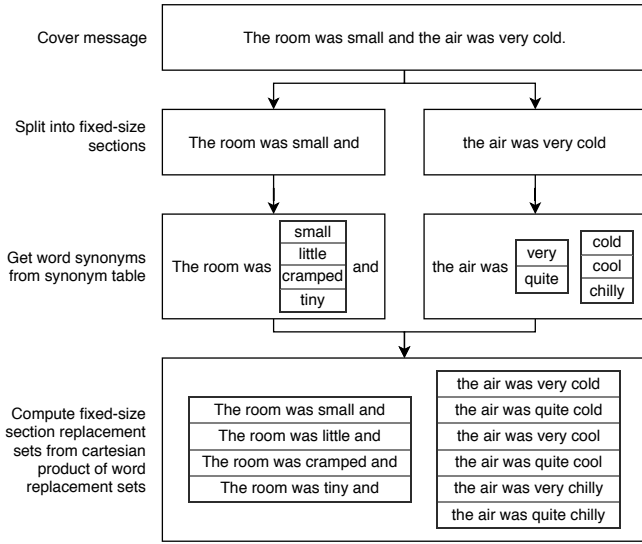 Cover message
The room was small and the air was very cold.
Split into fixed-size
sections
The room was small and
the air was very cold
Get word synonyms
from synonym table
The room was
small
little
cramped
tiny
and
the air was
very
quite
cold
cool
chilly
Compute fixed-size
section replacement
sets from cartesian
product of word
replacement sets
The room was small and
The room was little and
The room was cramped and
The room was tiny and
the air was very cold
the air was quite cold
the air was very cool
the air was quite cool
the air was very chilly
the air was quite chilly